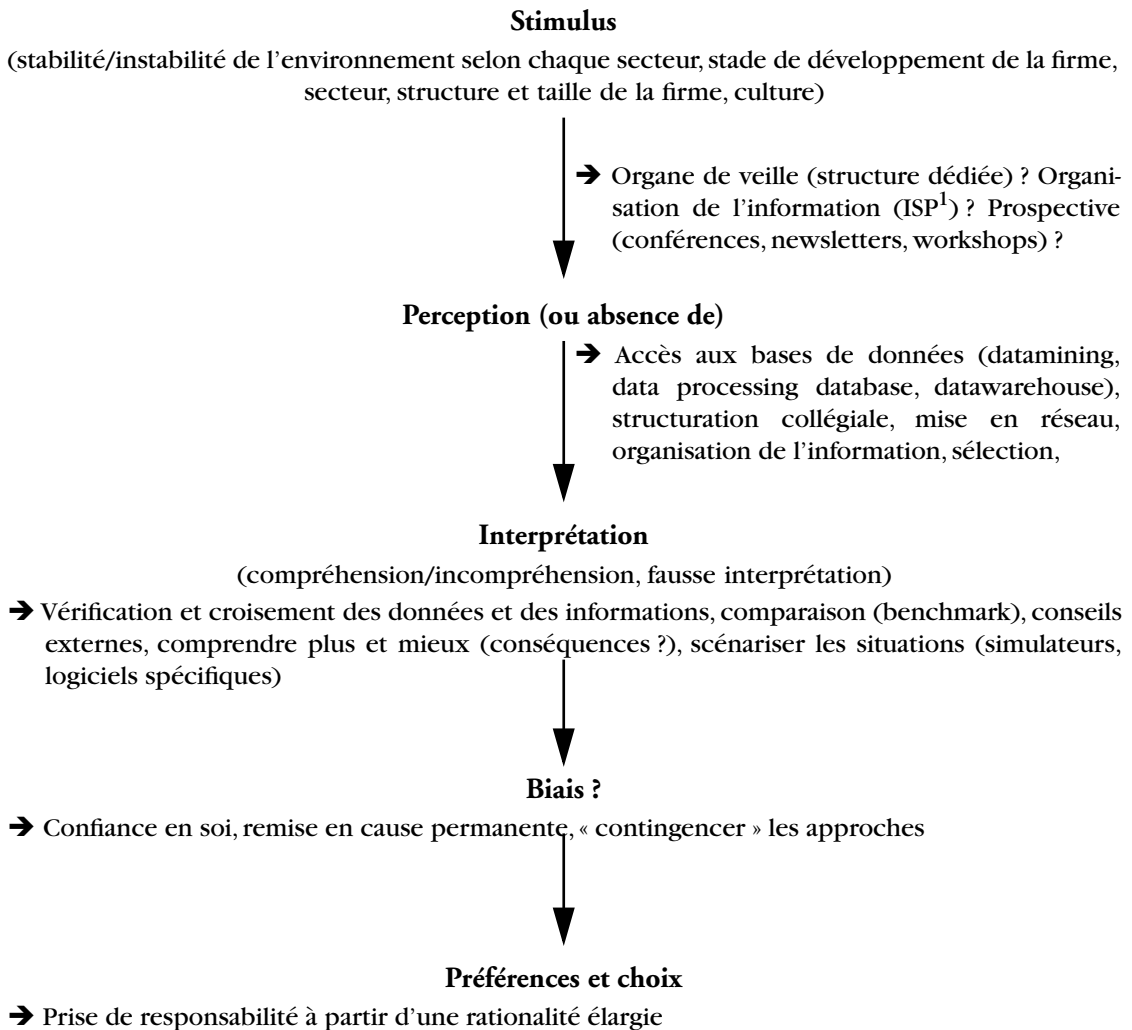 Stimulus
(stabilité/instabilité de l'environnement selon chaque secteur, stade de développement de la firme,
secteur, structure et taille de la firme, culture)
➔ Organe de veille (structure dédiée) ? Organi-
sation de l'information (ISP¹) ? Prospective
(conférences, newsletters, workshops) ?
Perception (ou absence de)
➔ Accès aux bases de données (datamining,
data processing database, datawarehouse),
structuration collégiale, mise en réseau,
organisation de l'information, sélection,
Interprétation
(compréhension/incompréhension, fausse interprétation)
➔ Vérification et croisement des données et des informations, comparaison (benchmark), conseils
externes, comprendre plus et mieux (conséquences ?), scénariser les situations (simulateurs,
logiciels spécifiques)
Biais ?
➔ Confiance en soi, remise en cause permanente, « contingencer » les approches
Préférences et choix
➔ Prise de responsabilité à partir d'une rationalité élargie